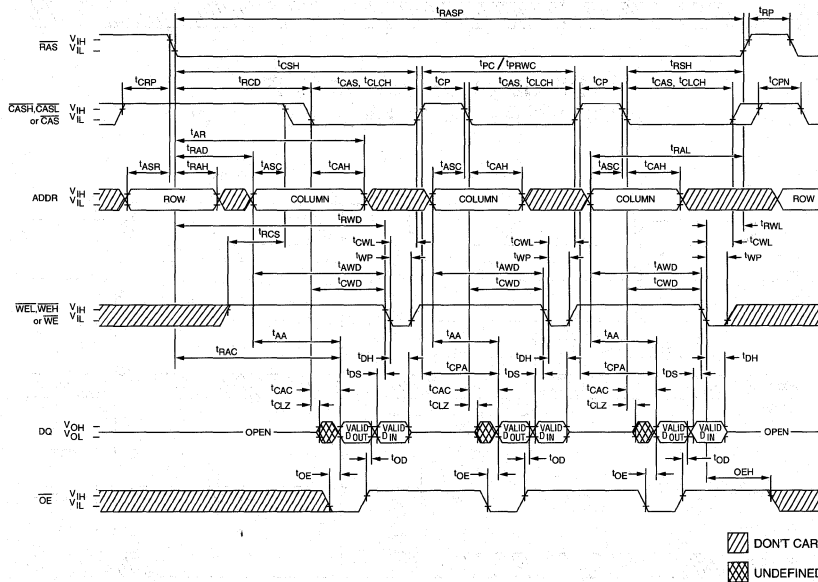 tRASP
tRP
RAS VIH
VIL
tCSH
tPC / tPRWC
tRSH
tCRP
tRCD
tCAS, tCLCH
tCP
tCAS, tCLCH
tCP
tCAS, tCLCH
tCPN
CASH,CASL VIH
or CAS VIL
tAR
tRAD
tRAL
tASR
tRAH
tASC
tCAH
tASC
tCAH
tASC
tCAH
ADDR VIH
VIL
ROW
COLUMN
COLUMN
COLUMN
ROW
tRWD
tRWL
tRCS
tCWL
tCWL
tCWL
tWP
tWP
tWP
tAWD
tAWD
tAWD
tCWD
tCWD
tCWD
WEL,WEH VIH
or WE VIL
tAA
tAA
tAA
tRAC
tDH
tDH
tDH
tCPA
tCPA
tDS
tDS
tDS
tCAC
tCAC
tCAC
tCLZ
tCLZ
tCLZ
DQ VOH
VOL
OPEN
VALID DOUT
VALID DIN
VALID DOUT
VALID DIN
VALID DOUT
VALID DIN
OPEN
tOD
tOD
tOD
tOE
tOE
tOE
OEH
OE VIH
VIL
DON'T CAR
UNDEFINED